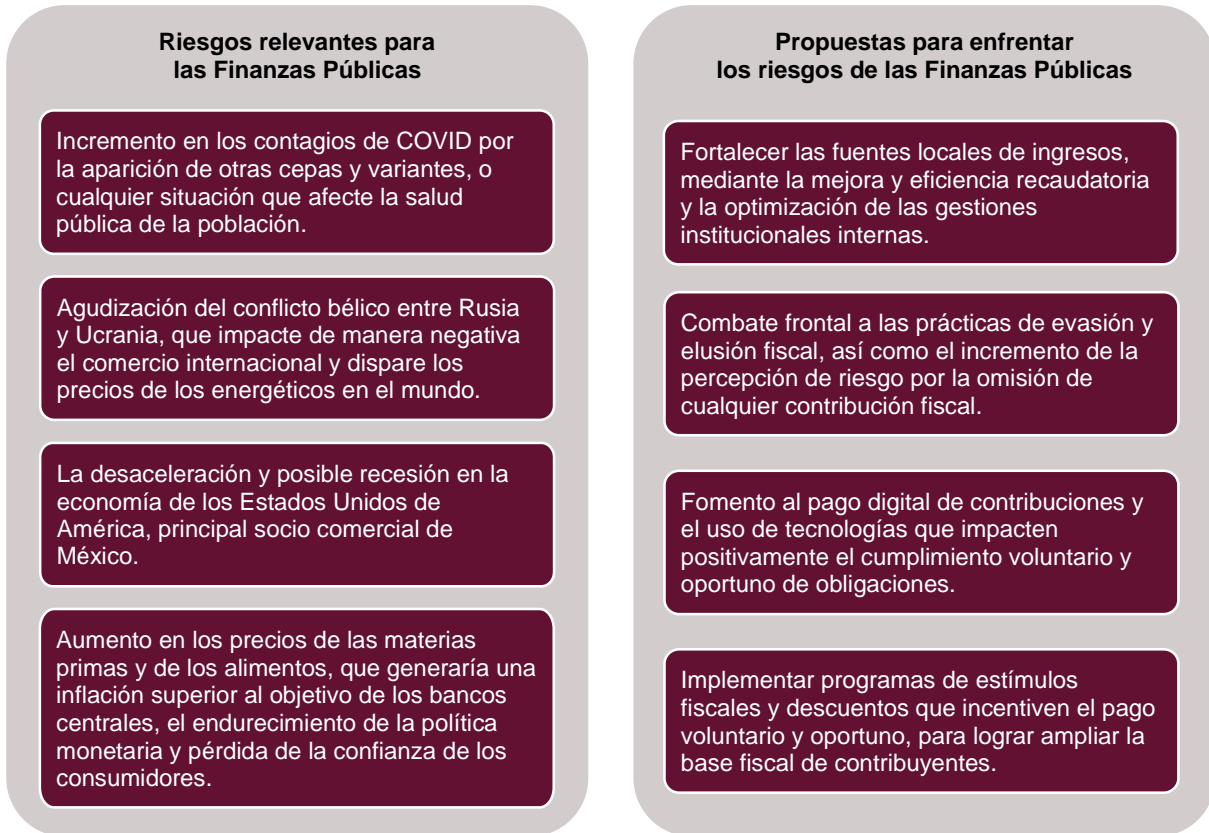 Riesgos relevantes para
las Finanzas Públicas
Incremento en los contagios de COVID por
la aparición de otras cepas y variantes, o
cualquier situación que afecte la salud
pública de la población.
Agudización del conflicto bélico entre Rusia
y Ucrania, que impacte de manera negativa
el comercio internacional y dispare los
precios de los energéticos en el mundo.
La desaceleración y posible recesión en la
economía de los Estados Unidos de
América, principal socio comercial de
México.
Aumento en los precios de las materias
primas y de los alimentos, que generaría una
inflación superior al objetivo de los bancos
centrales, el endurecimiento de la política
monetaria y pérdida de la confianza de los
consumidores.
Propuestas para enfrentar
los riesgos de las Finanzas Públicas
Fortalecer las fuentes locales de ingresos,
mediante la mejora y eficiencia recaudatoria
y la optimización de las gestiones
institucionales internas.
Combate frontal a las prácticas de evasión y
elusión fiscal, así como el incremento de la
percepción de riesgo por la omisión de
cualquier contribución fiscal.
Fomento al pago digital de contribuciones y
el uso de tecnologías que impacten
positivamente el cumplimiento voluntario y
oportuno de obligaciones.
Implementar programas de estímulos
fiscales y descuentos que incentiven el pago
voluntario y oportuno, para lograr ampliar la
base fiscal de contribuyentes.